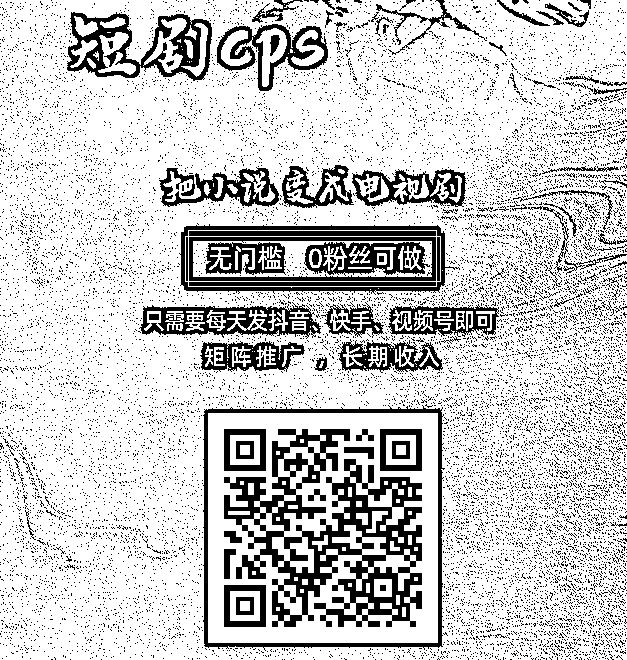 短剧cps
把小说变成电视剧
无门槛 0粉丝可做
只需要每天发抖音、快手、视频号即可
矩阵推广，长期收入